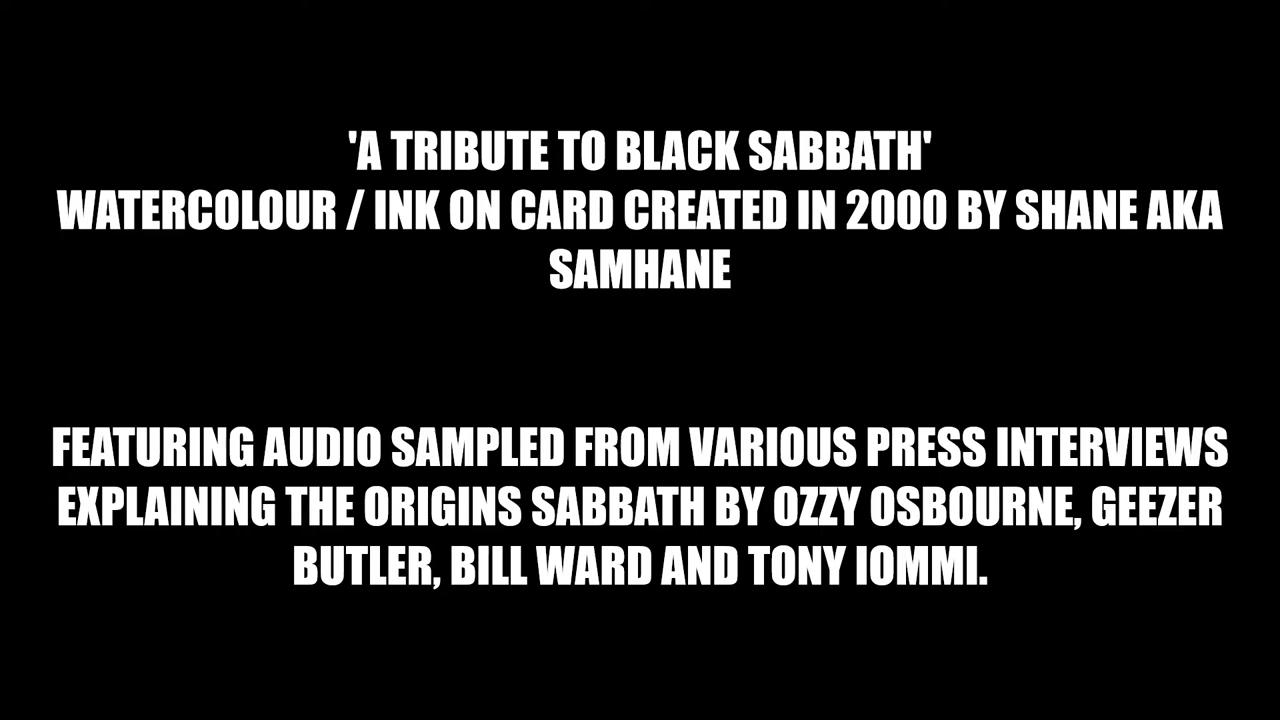 'A TRIBUTE TO BLACK SABBATH'
WATERCOLOUR / INK ON CARD CREATED IN 2000 BY SHANE AKA
SAMHANE
FEATURING AUDIO SAMPLED FROM VARIOUS PRESS INTERVIEWS
EXPLAINING THE ORIGINS SABBATH BY OZZY OSBOURNE, GEEZER
BUTLER, BILL WARD AND TONY IOMMI.